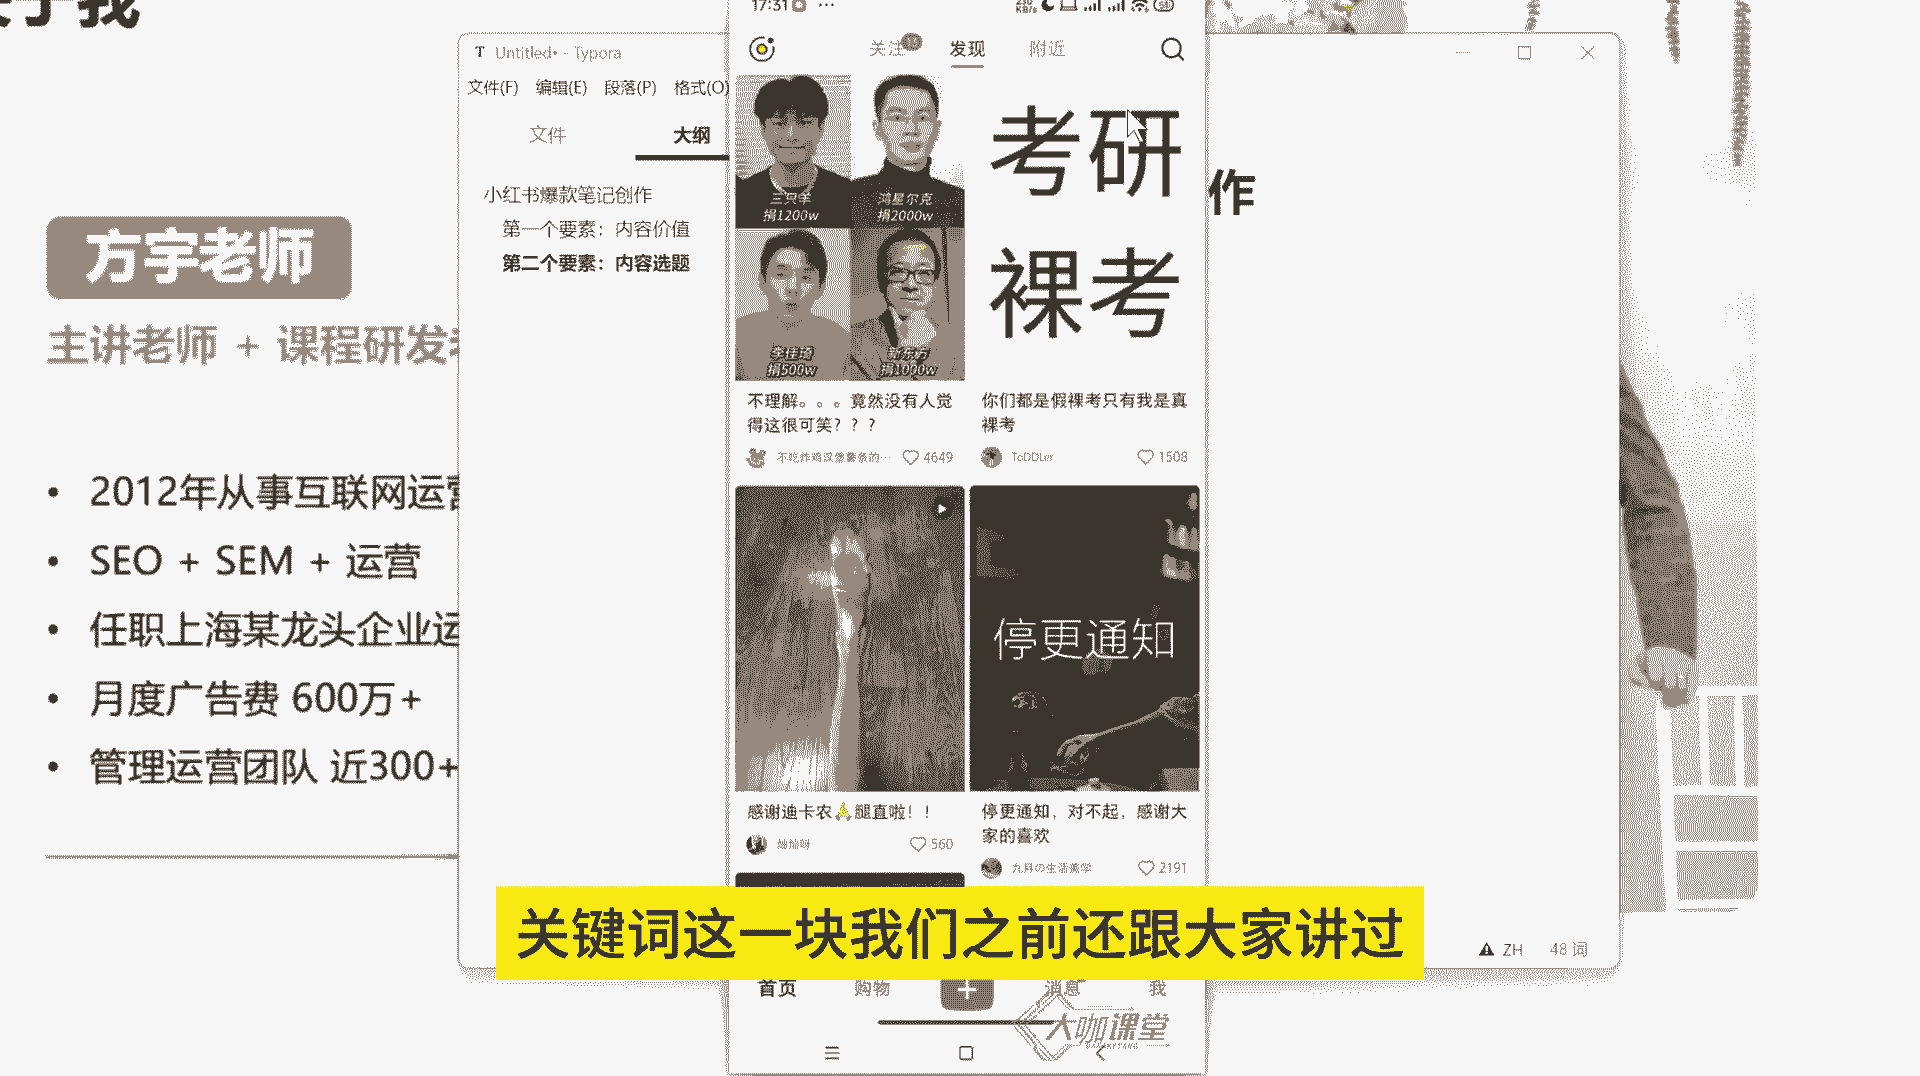 于我
方宇老师
主讲老师 + 课程研发
2012年从事互联网运营
SEO + SEM + 运营
任职上海某龙头企业运
月度广告费 600万+
管理运营团队 近300+
Untitled• - Typora
文件(F) 编辑(E) 段落(P) 格式(O)
文件 大纲
小红书爆款笔记创作
第一个要素：内容价值
第二个要素：内容选题
作
17:31
关注 发现 附近
三只羊
捐1200w
鸿星尔克
捐2000w
李佳琦
捐500w
新东方
捐1000w
不理解。。。竟然没有人觉
得这很可笑？？？
不吃炸鸡汉堡薯条的… 4649
考研
裸考
你们都是假裸考只有我是真
裸考
ToDDLer 1508
感谢迪卡农🙏腿直啦！！
560
停更通知
停更通知，对不起，感谢大
家的喜欢
2191
关键词这一块我们之前还跟大家讲过
首页 购物 + 消息 我
大咖课堂
ZH 48 词